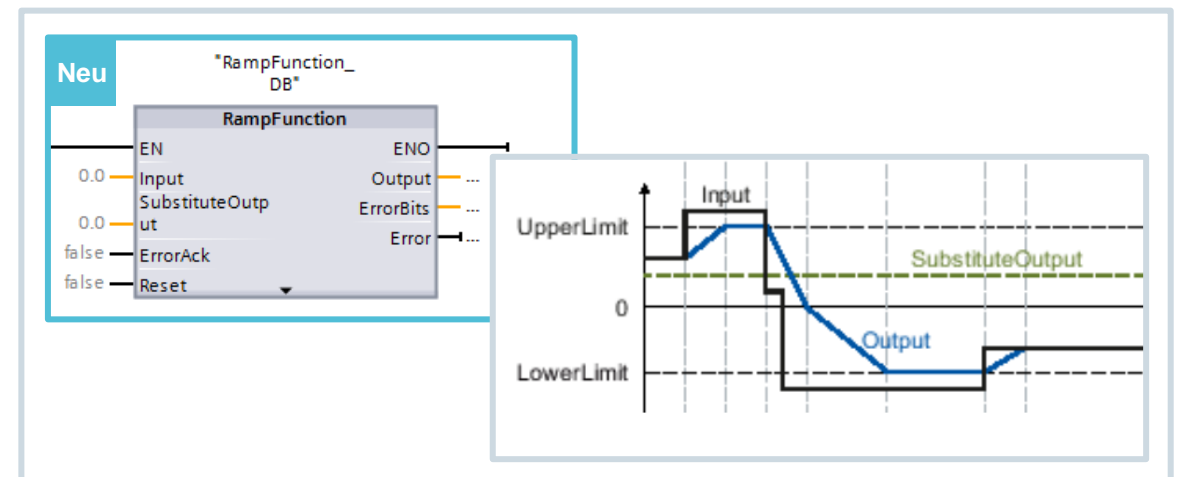 Neu
"RampFunction_
DB"
RampFunction
EN
ENO
0.0
Input
Output
...
SubstituteOutp
ut
0.0
ErrorBits
...
Error
...
false
ErrorAck
false
Reset
Input
UpperLimit
SubstituteOutput
0
Output
LowerLimit